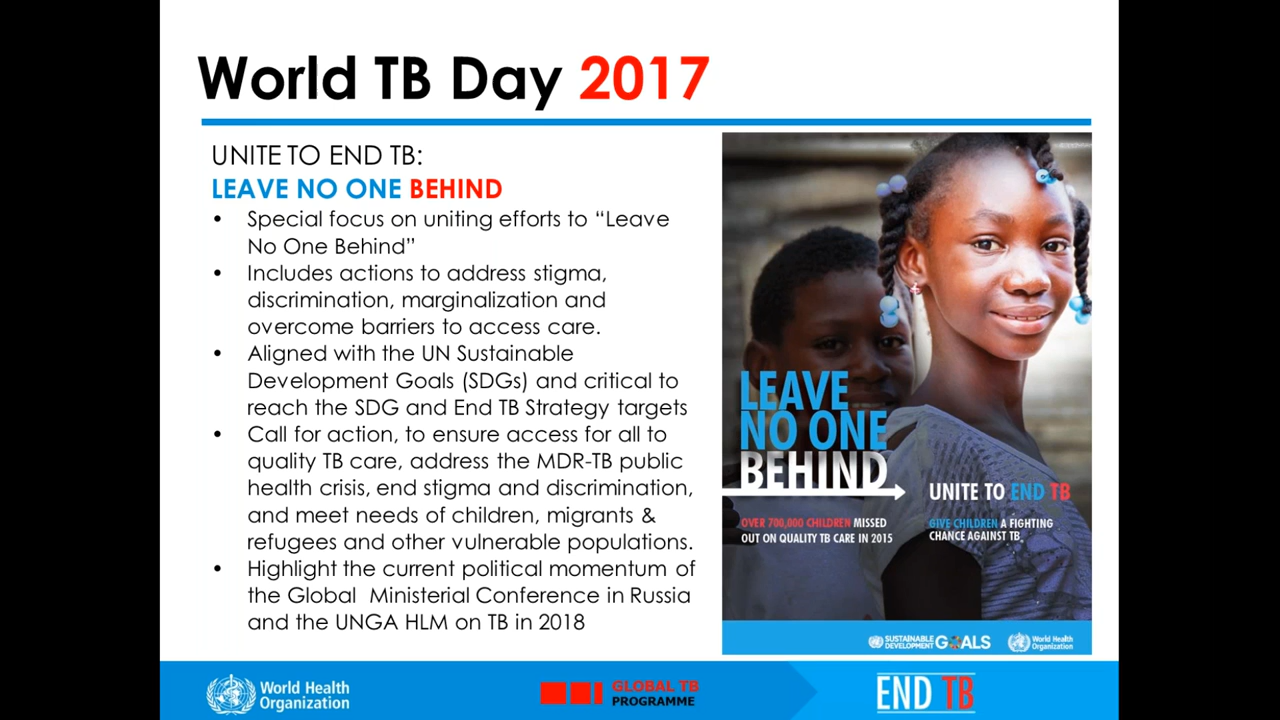 World TB Day 2017
UNITE TO END TB:
LEAVE NO ONE BEHIND
• Special focus on uniting efforts to “Leave
No One Behind”
• Includes actions to address stigma,
discrimination, marginalization and
overcome barriers to access care.
• Aligned with the UN Sustainable
Development Goals (SDGs) and critical to
reach the SDG and End TB Strategy targets
• Call for action, to ensure access for all to
quality TB care, address the MDR-TB public
health crisis, end stigma and discrimination,
and meet needs of children, migrants &
refugees and other vulnerable populations.
• Highlight the current political momentum of
the Global  Ministerial Conference in Russia
and the UNGA HLM on TB in 2018
LEAVE
NO ONE
BEHIND
OVER 700,000 CHILDREN MISSED
OUT ON QUALITY TB CARE IN 2015
UNITE TO END TB
GIVE CHILDREN A FIGHTING
CHANCE AGAINST TB.
SUSTAINABLE
DEVELOPMENT GOALS
World Health
Organization
World Health
Organization
GLOBAL TB
PROGRAMME
END TB